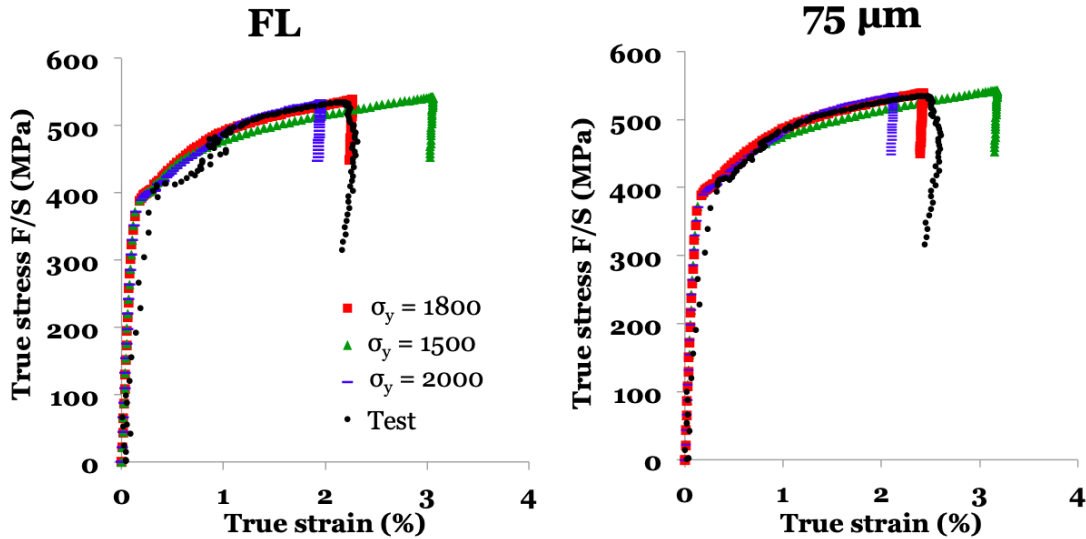 FL
600
500
400
300
200
100
0
True stress F/S (MPa)
σy = 1800
σy = 1500
σy = 2000
Test
0 1 2 3 4
True strain (%)
75 μm
600
500
400
300
200
100
0
True stress F/S (MPa)
0 1 2 3 4
True strain (%)